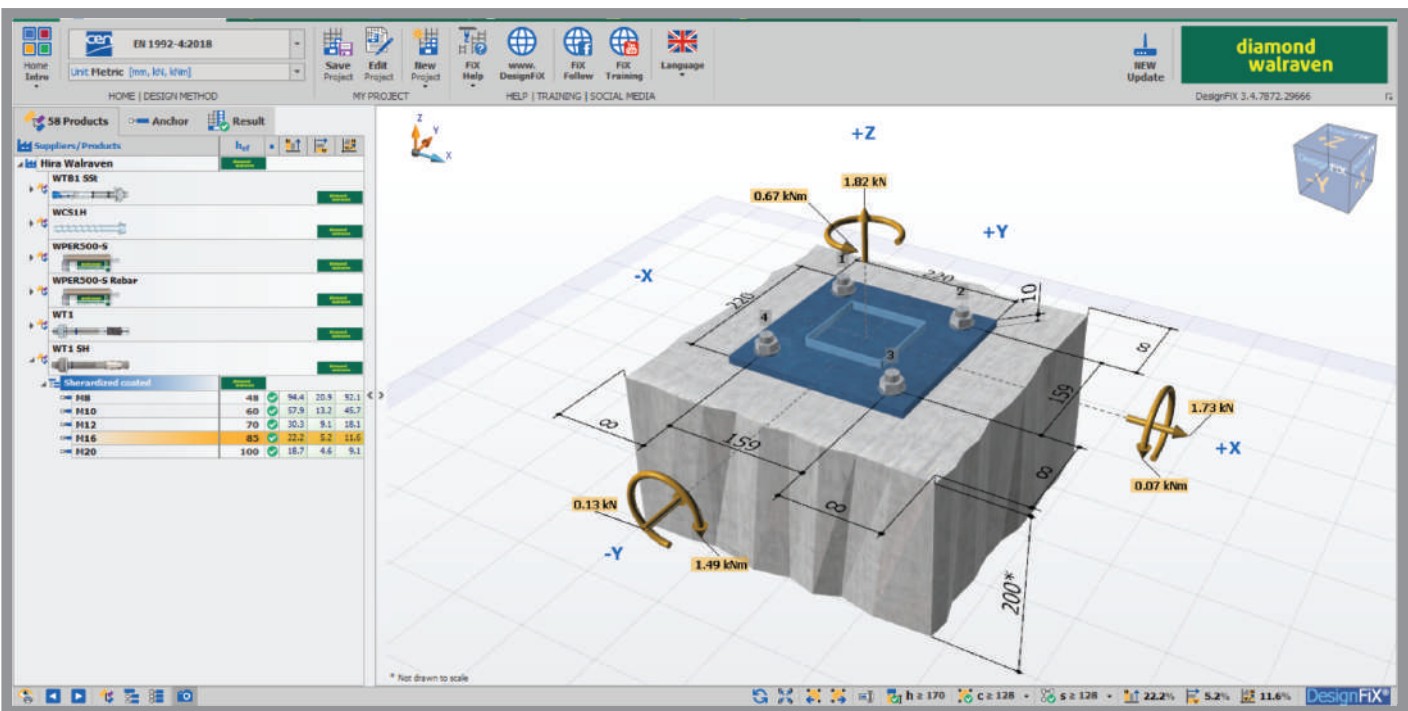 cen
EN 1992-4:2018
Unit Metric [mm, kN, kNm]
Home
Intro
HOME | DESIGN METHOD
Save
Project
Edit
Project
New
Project
MY PROJECT
FiX
Help
www.
DesignFiX
FiX
Follow
FiX
Training
Language
HELP | TRAINING | SOCIAL MEDIA
NEW
Update
diamond
walraven
DesignFiX 3.4.7872.29666
58 Products
Anchor
Result
Suppliers/Products
hef
Hira Walraven
WTB1 SSt
WCS1H
WPER500-S
WPER500-S Rebar
WT1
WT1 SH
Sherardized coated
M8 48 94.4 20.9 92.1
M10 60 57.9 13.2 45.7
M12 70 30.3 9.1 18.1
M16 85 22.2 5.2 11.6
M20 100 18.7 4.6 9.1
Z
Y
X
+Z
1.82 kN
0.67 kNm
+Y
-X
220
220
10
1
2
3
4
∞
159
∞
∞
159
∞
1.73 kN
+X
0.07 kNm
0.13 kN
-Y
1.49 kNm
200*
+Z
-Y
* Not drawn to scale
h ≥ 170
c ≥ 128
s ≥ 128
22.2%
5.2%
11.6%
DesignFiX®